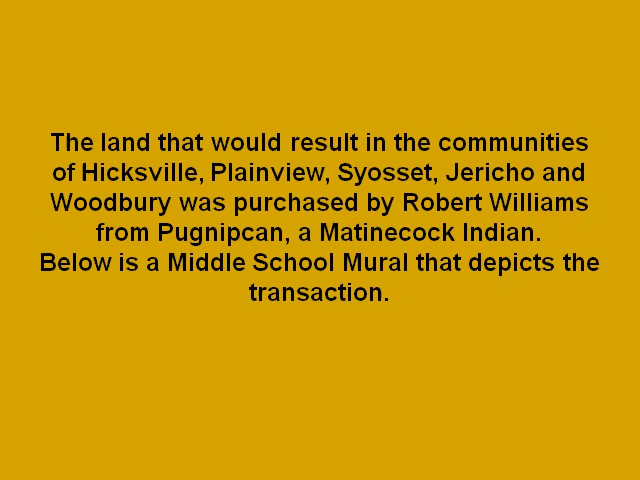 The land that would result in the communities
of Hicksville, Plainview, Syosset, Jericho and
Woodbury was purchased by Robert Williams
from Pugnipcan, a Matinecock Indian.
Below is a Middle School Mural that depicts the
transaction.